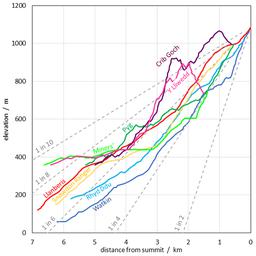 1200
1000
800
600
400
200
0
elevation / m
7
6
5
4
3
2
1
0
distance from summit / km
Crib Goch
Y Lliwedd
PyG
Miners
Llanberis
Rhyd Ddu
Watkin
1 in 10
1 in 8
1 in 6
1 in 4
1 in 2